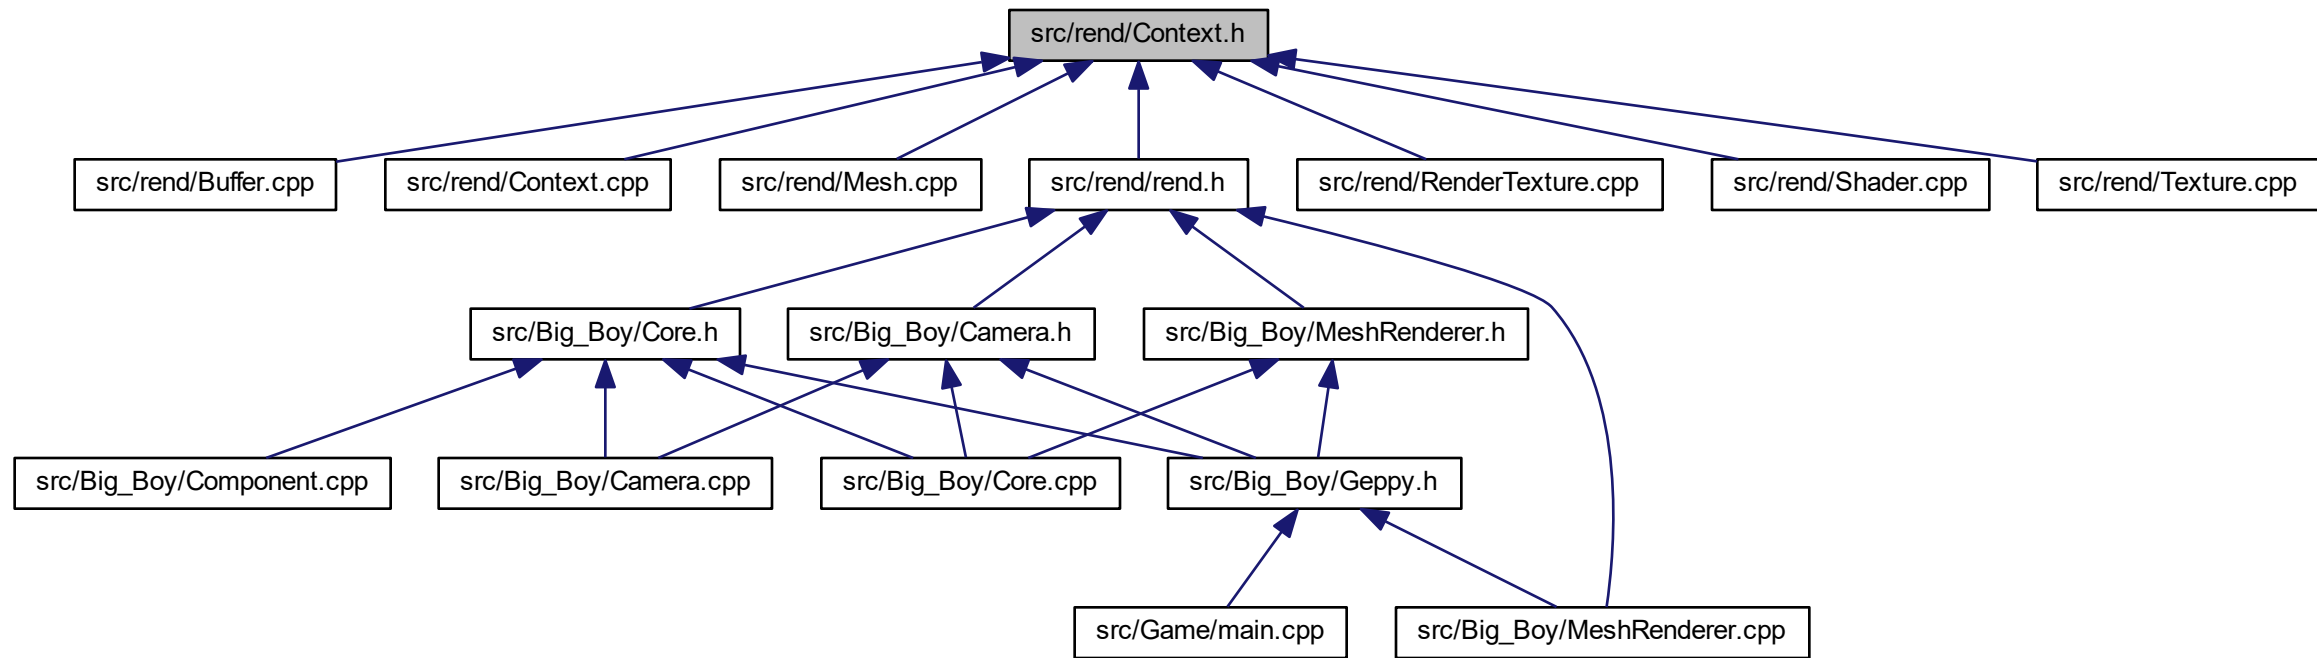 src/rend/Context.h
src/rend/Buffer.cpp
src/rend/Context.cpp
src/rend/Mesh.cpp
src/rend/rend.h
src/rend/RenderTexture.cpp
src/rend/Shader.cpp
src/rend/Texture.cpp
src/Big_Boy/Core.h
src/Big_Boy/Camera.h
src/Big_Boy/MeshRenderer.h
src/Big_Boy/Component.cpp
src/Big_Boy/Camera.cpp
src/Big_Boy/Core.cpp
src/Big_Boy/Geppy.h
src/Game/main.cpp
src/Big_Boy/MeshRenderer.cpp